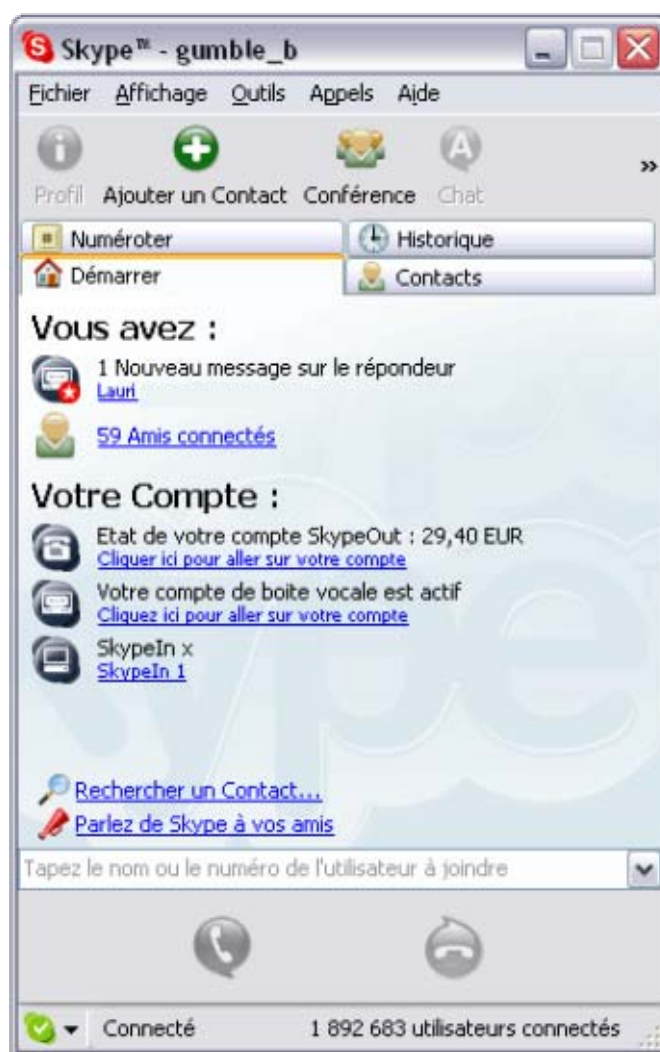 Skype™ - gumble_b
Fichier Affichage Outils Appels Aide
Profil Ajouter un Contact Conférence Chat
Numéroter Historique
Démarrer Contacts
Vous avez :
1 Nouveau message sur le répondeur
Lauri
59 Amis connectés
Votre Compte :
Etat de votre compte SkypeOut : 29,40 EUR
Cliquer ici pour aller sur votre compte
Votre compte de boite vocale est actif
Cliquez ici pour aller sur votre compte
SkypeIn x
SkypeIn 1
Rechercher un Contact...
Parlez de Skype à vos amis
Tapez le nom ou le numéro de l'utilisateur à joindre
Connecté 1 892 683 utilisateurs connectés